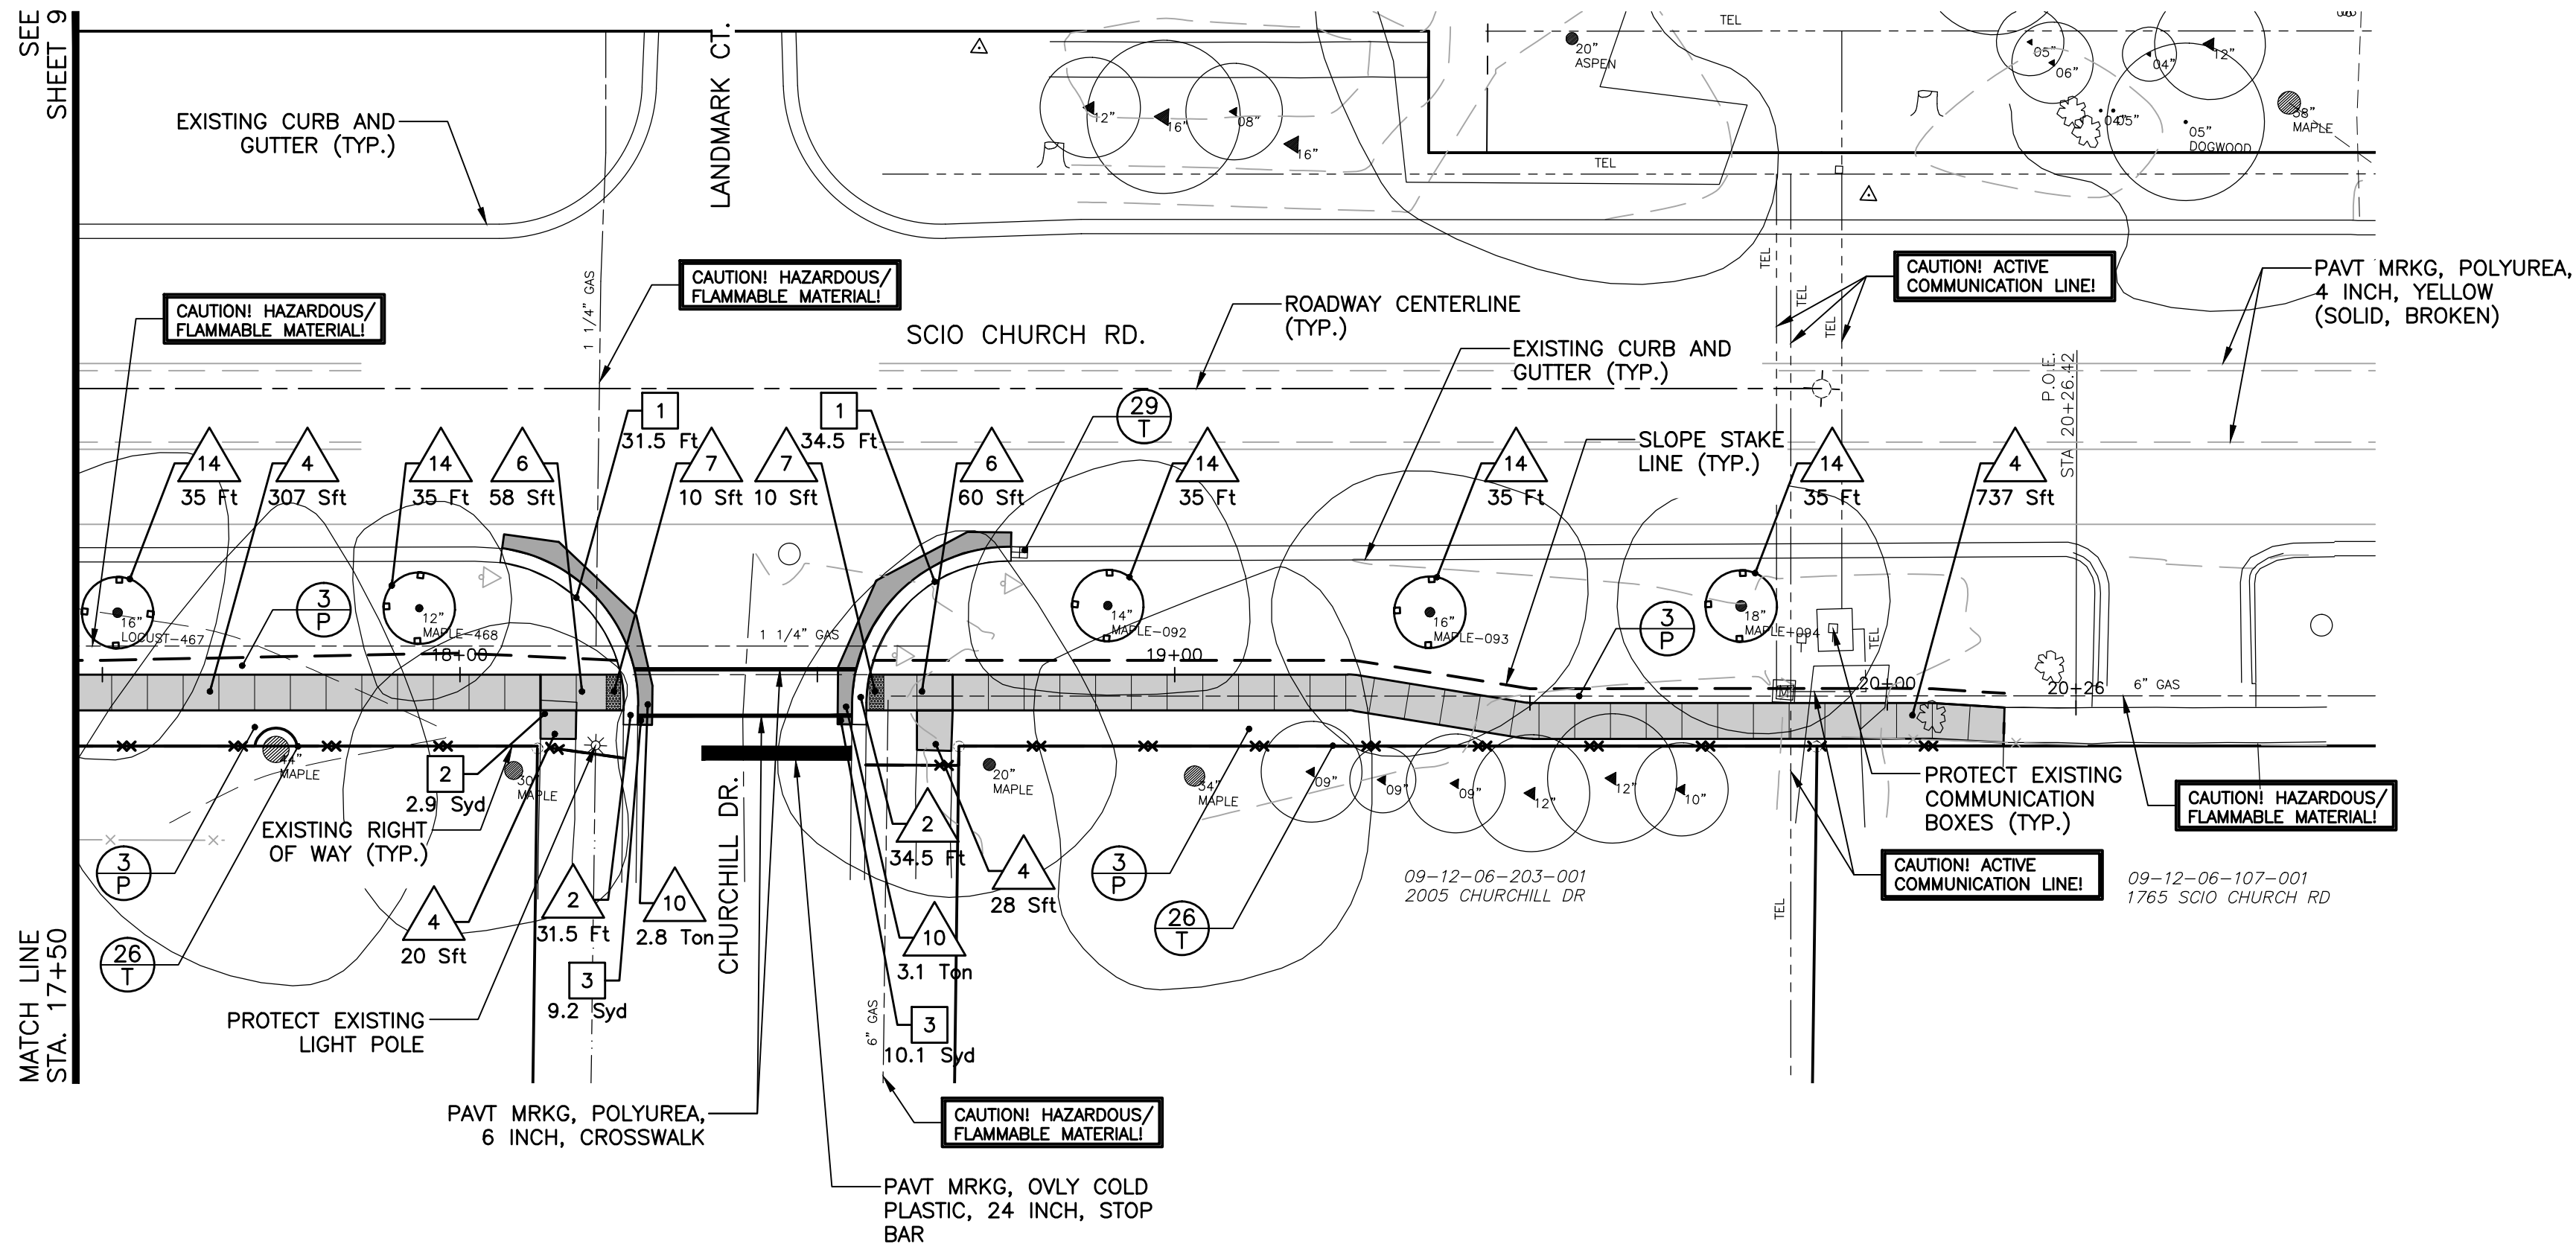 SEE
SHEET 9
MATCH LINE
STA. 17+50
LANDMARK CT.
EXISTING CURB AND
GUTTER (TYP.)
CAUTION! HAZARDOUS/
FLAMMABLE MATERIAL!
1 1/4" GAS
CAUTION! HAZARDOUS/
FLAMMABLE MATERIAL!
12"
16"
08"
16"
TEL
20"
ASPEN
TEL
05"
06"
04"
12"
04"
05"
05"
DOGWOOD
38"
MAPLE
SCIO CHURCH RD.
ROADWAY CENTERLINE
(TYP.)
EXISTING CURB AND
GUTTER (TYP.)
TEL
TEL
TEL
CAUTION! ACTIVE
COMMUNICATION LINE!
PAVT MRKG, POLYUREA,
4 INCH, YELLOW
(SOLID, BROKEN)
P.O.E.
STA 20+26.42
14
35 Ft
4
307 Sft
14
35 Ft
6
58 Sft
1
31.5 Ft
7
10 Sft
7
10 Sft
1
34.5 Ft
6
60 Sft
29
T
14
35 Ft
14
35 Ft
SLOPE STAKE
LINE (TYP.)
14
35 Ft
4
737 Sft
16"
LOCUST-467
3
P
12"
MAPLE-468
18+00
1 1/4" GAS
14"
MAPLE-092
19+00
16"
MAPLE-093
3
P
18"
MAPLE-094
TEL
M
20+00
20+26
6" GAS
44"
MAPLE
2
2.9 Syd
30"
MAPLE
EXISTING RIGHT
OF WAY (TYP.)
3
P
26
T
4
20 Sft
2
31.5 Ft
10
2.8 Ton
3
9.2 Syd
PROTECT EXISTING
LIGHT POLE
CHURCHILL DR.
2
34.5 Ft
4
28 Sft
10
3.1 Ton
3
10.1 Syd
6" GAS
20"
MAPLE
34"
MAPLE
3
P
26
T
09"
09"
09"
12"
12"
10"
09-12-06-203-001
2005 CHURCHILL DR
TEL
PROTECT EXISTING
COMMUNICATION
BOXES (TYP.)
CAUTION! ACTIVE
COMMUNICATION LINE!
CAUTION! HAZARDOUS/
FLAMMABLE MATERIAL!
09-12-06-107-001
1765 SCIO CHURCH RD
PAVT MRKG, POLYUREA,
6 INCH, CROSSWALK
CAUTION! HAZARDOUS/
FLAMMABLE MATERIAL!
PAVT MRKG, OVLY COLD
PLASTIC, 24 INCH, STOP
BAR